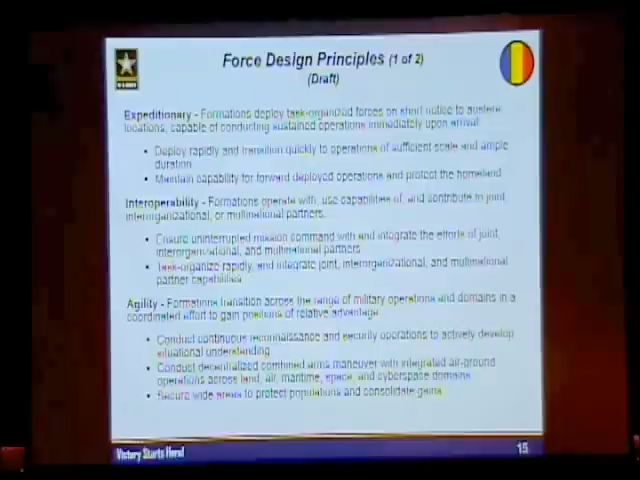 Force Design Principles (1 of 2)
(Draft)
U.S. ARMY
Expeditionary - Formations deploy task-organized forces on short notice to austere
locations, capable of conducting sustained operations immediately upon arrival
• Deploy rapidly and transition quickly to operations of sufficient scale and ample
duration
• Maintain capability for forward deployed operations and protect the homeland
Interoperability - Formations operate with, use capabilities of, and contribute to joint,
interorganizational, or multinational partners.
• Ensure uninterrupted mission command with and integrate the efforts of joint,
interorganizational, and multinational partners
• Task-organize rapidly, and integrate joint, interorganizational, and multinational
partner capabilities
Agility - Formations transition across the range of military operations and domains in a
coordinated effort to gain positions of relative advantage
• Conduct continuous reconnaissance and security operations to actively develop
situational understanding
• Conduct decentralized combined arms maneuver with integrated air-ground
operations across land, air, maritime, space, and cyberspace domains
• Secure wide areas to protect populations and consolidate gains
Victory Starts Here!
15